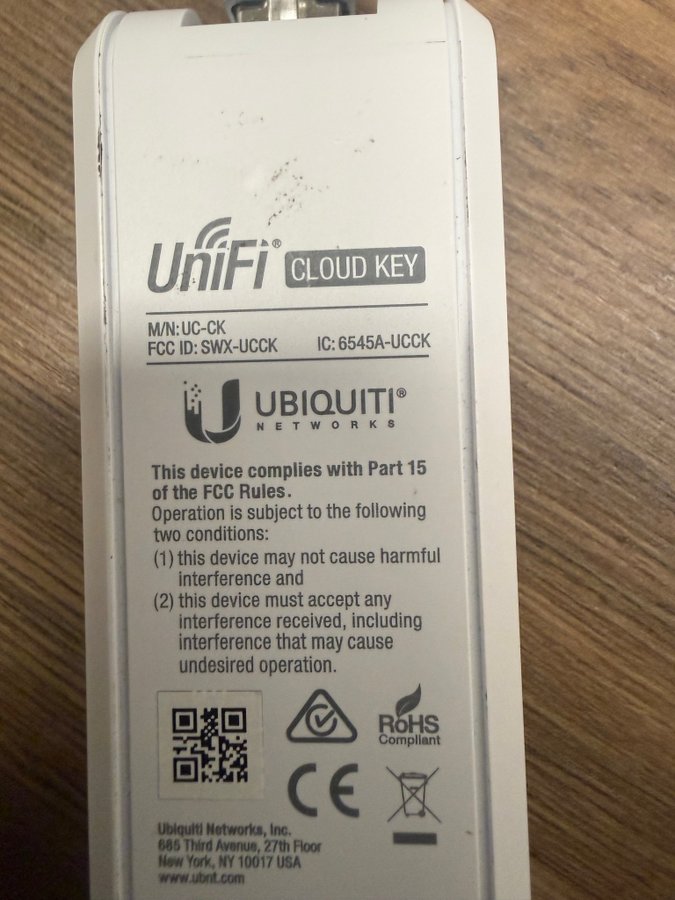 UniFi® CLOUD KEY
M/N: UC-CK
FCC ID: SWX-UCCK IC: 6545A-UCCK
UBIQUITI®
NETWORKS
This device complies with Part 15
of the FCC Rules.
Operation is subject to the following
two conditions:
(1) this device may not cause harmful
interference and
(2) this device must accept any
interference received, including
interference that may cause
undesired operation.
RoHS
Compliant
CE
Ubiquiti Networks, Inc.
685 Third Avenue, 27th Floor
New York, NY 10017 USA
www.ubnt.com